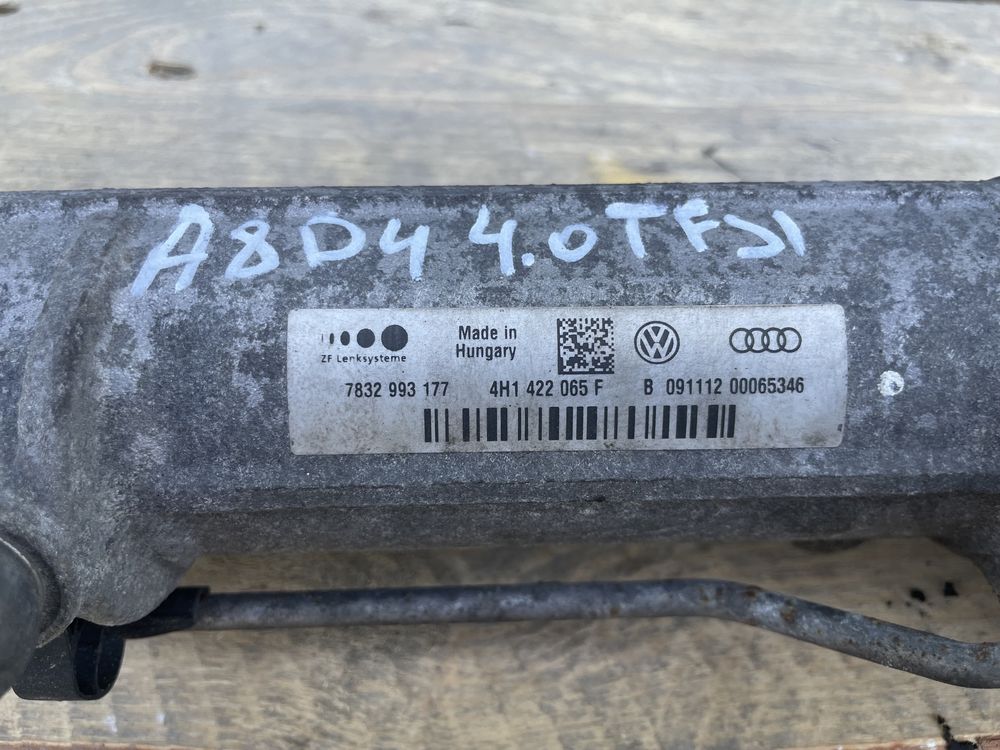 A8D4 4.0TFSI
Made in
Hungary
ZF Lenksysteme
7832 993 177 4H1 422 065 F B 091112 00065346